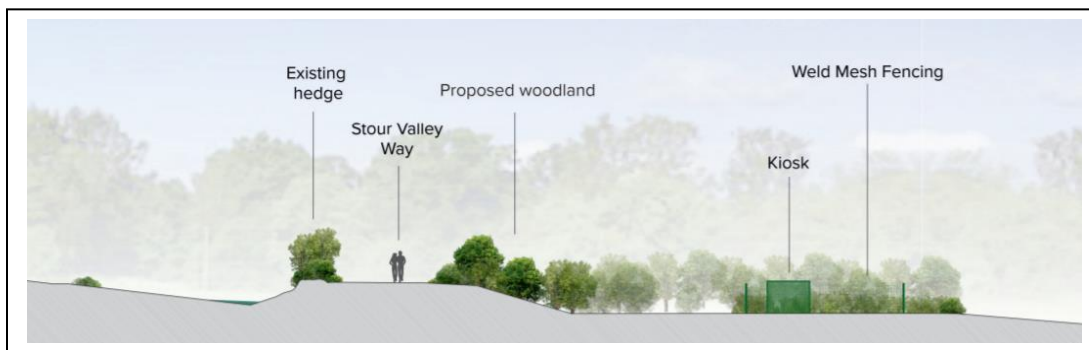 Existing
hedge
Stour Valley
Way
Proposed woodland
Kiosk
Weld Mesh Fencing